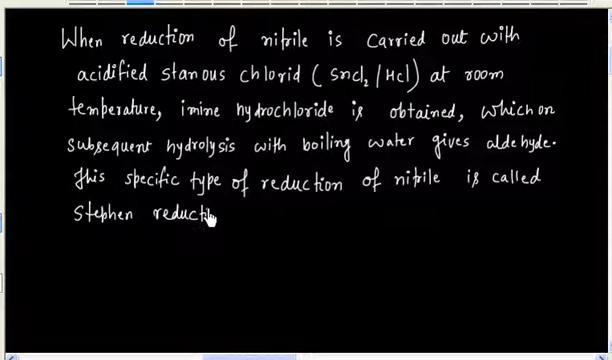 When reduction of nitrile is carried out with
acidified stanous chlorid (Sncl2/Hcl) at room
temperature, imine hydrochloride is obtained, which on
subsequent hydrolysis with boiling water gives aldehyde.
This specific type of reduction of nitrile is called
Stephen reducti